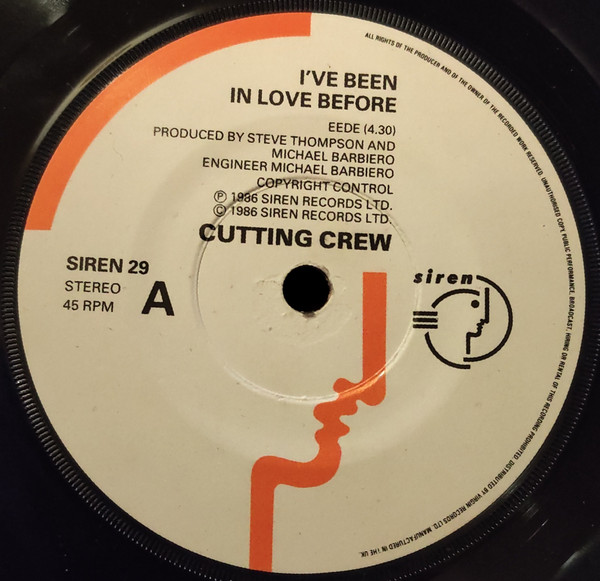 I'VE BEEN
IN LOVE BEFORE
EEDE (4.30)
PRODUCED BY STEVE THOMPSON AND
MICHAEL BARBIERO
ENGINEER MICHAEL BARBIERO
COPYRIGHT CONTROL
℗ 1986 SIREN RECORDS LTD.
© 1986 SIREN RECORDS LTD.
CUTTING CREW
SIREN 29
STEREO
45 RPM
A
siren
ALL RIGHTS OF THE PRODUCER AND OF THE OWNER OF THE RECORDED WORK RESERVED. UNAUTHORISED COPY, PUBLIC PERFORMANCE, BROADCAST, HIRING OR RENTAL OF THIS RECORDING PROHIBITED. DISTRIBUTED BY VIRGIN RECORDS LTD. MANUFACTURED IN THE UK.